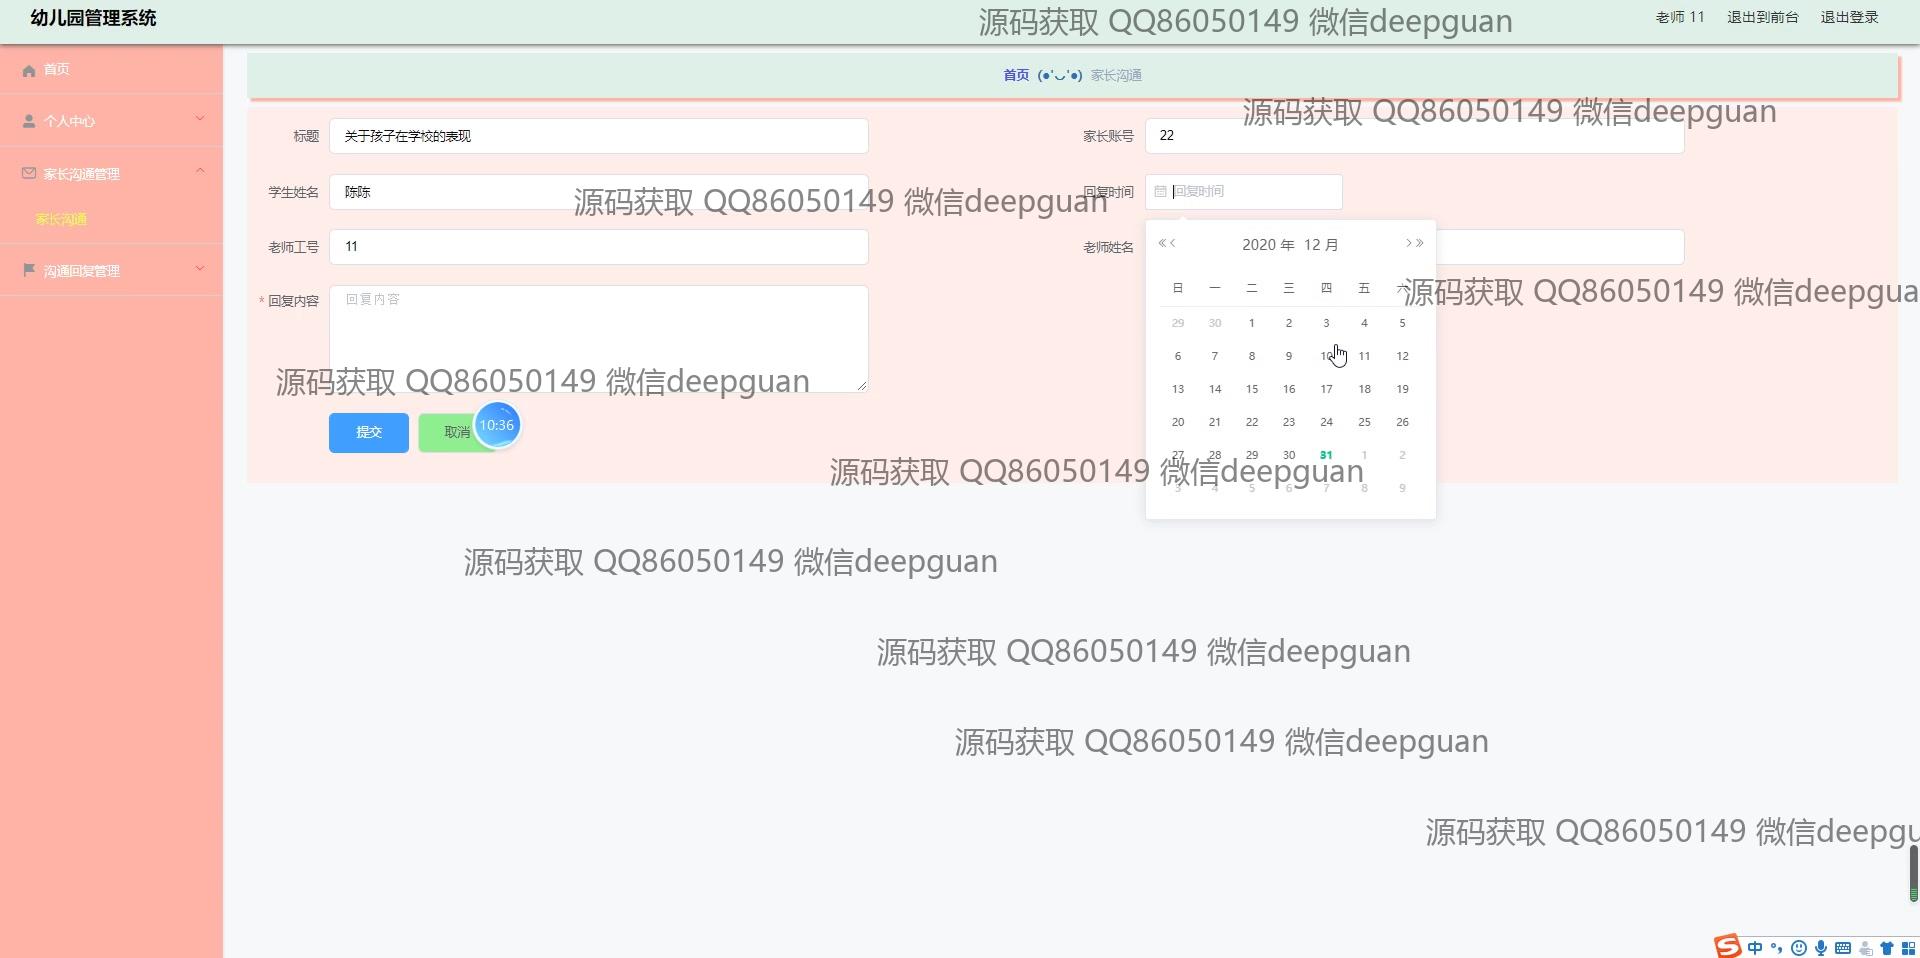 幼儿园管理系统
源码获取 QQ86050149 微信deepguan
老师 11 退出到前台 退出登录
首页
首页 (●'◡'●) 家长沟通
个人中心
源码获取 QQ86050149 微信deepguan
标题 关于孩子在学校的表现 家长账号 22
家长沟通管理
学生姓名 陈陈 回复时间 回复时间
源码获取 QQ86050149 微信deepguan
家长沟通
老师工号 11 老师姓名
2020 年 12 月
沟通回复管理
日 一 二 三 四 五 六
源码获取 QQ86050149 微信deepgua
* 回复内容 回复内容
29 30 1 2 3 4 5
6 7 8 9 10 11 12
源码获取 QQ86050149 微信deepguan
13 14 15 16 17 18 19
20 21 22 23 24 25 26
提交 取消 10:36
27 28 29 30 31 1 2
源码获取 QQ86050149 微信deepguan
3 4 5 6 7 8 9
源码获取 QQ86050149 微信deepguan
源码获取 QQ86050149 微信deepguan
源码获取 QQ86050149 微信deepguan
源码获取 QQ86050149 微信deepgu
中